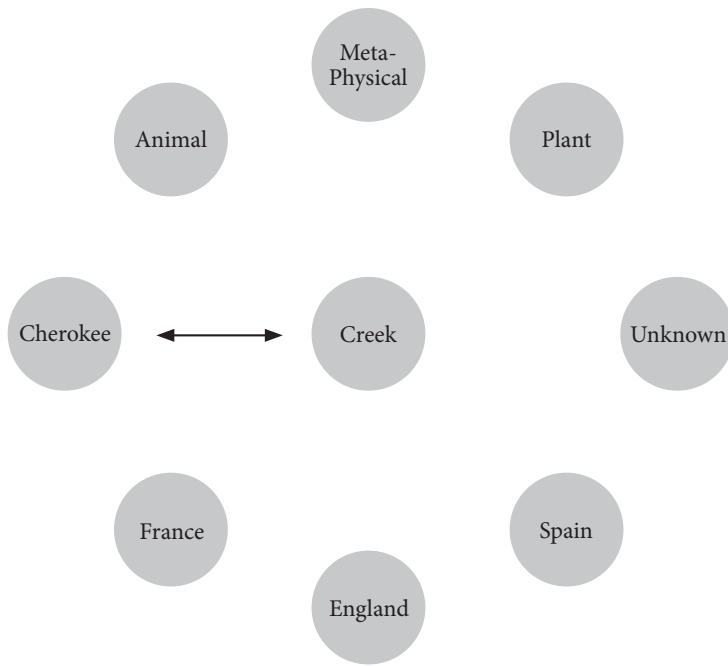 Meta-
Physical
Animal
Plant
Cherokee
Creek
Unknown
France
Spain
England